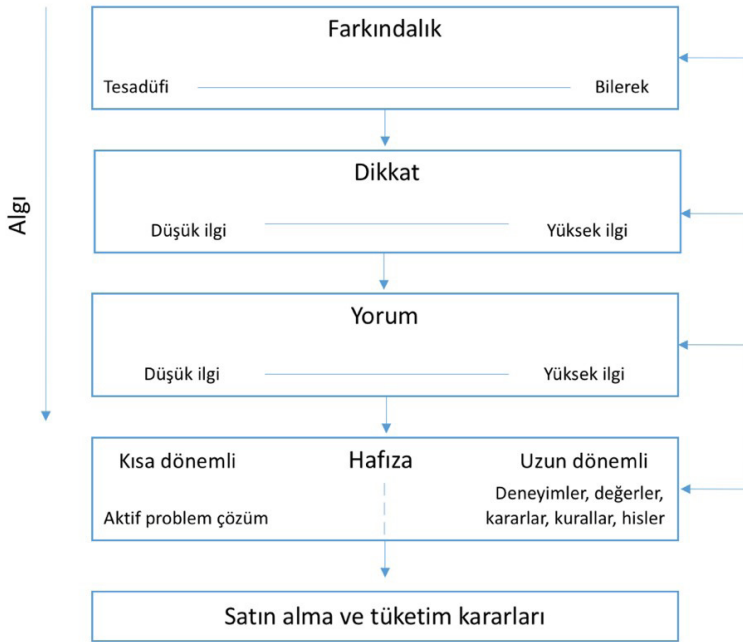 Algı
Farkındalık
Tesadüfi Bilerek
Dikkat
Düşük ilgi Yüksek ilgi
Yorum
Düşük ilgi Yüksek ilgi
Kısa dönemli Hafıza Uzun dönemli
Aktif problem çözüm
Deneyimler, değerler,
kararlar, kurallar, hisler
Satın alma ve tüketim kararları